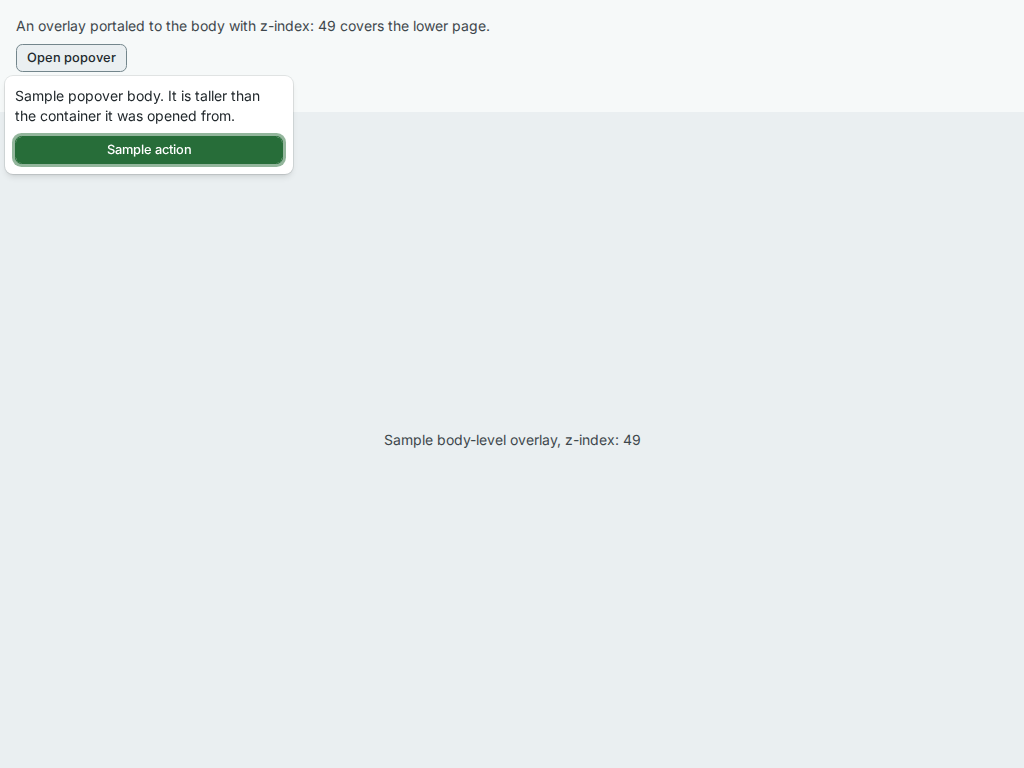 An overlay portaled to the body with z-index: 49 covers the lower page.
Open popover
Sample popover body. It is taller than
the container it was opened from.
Sample action
Sample body-level overlay, z-index: 49